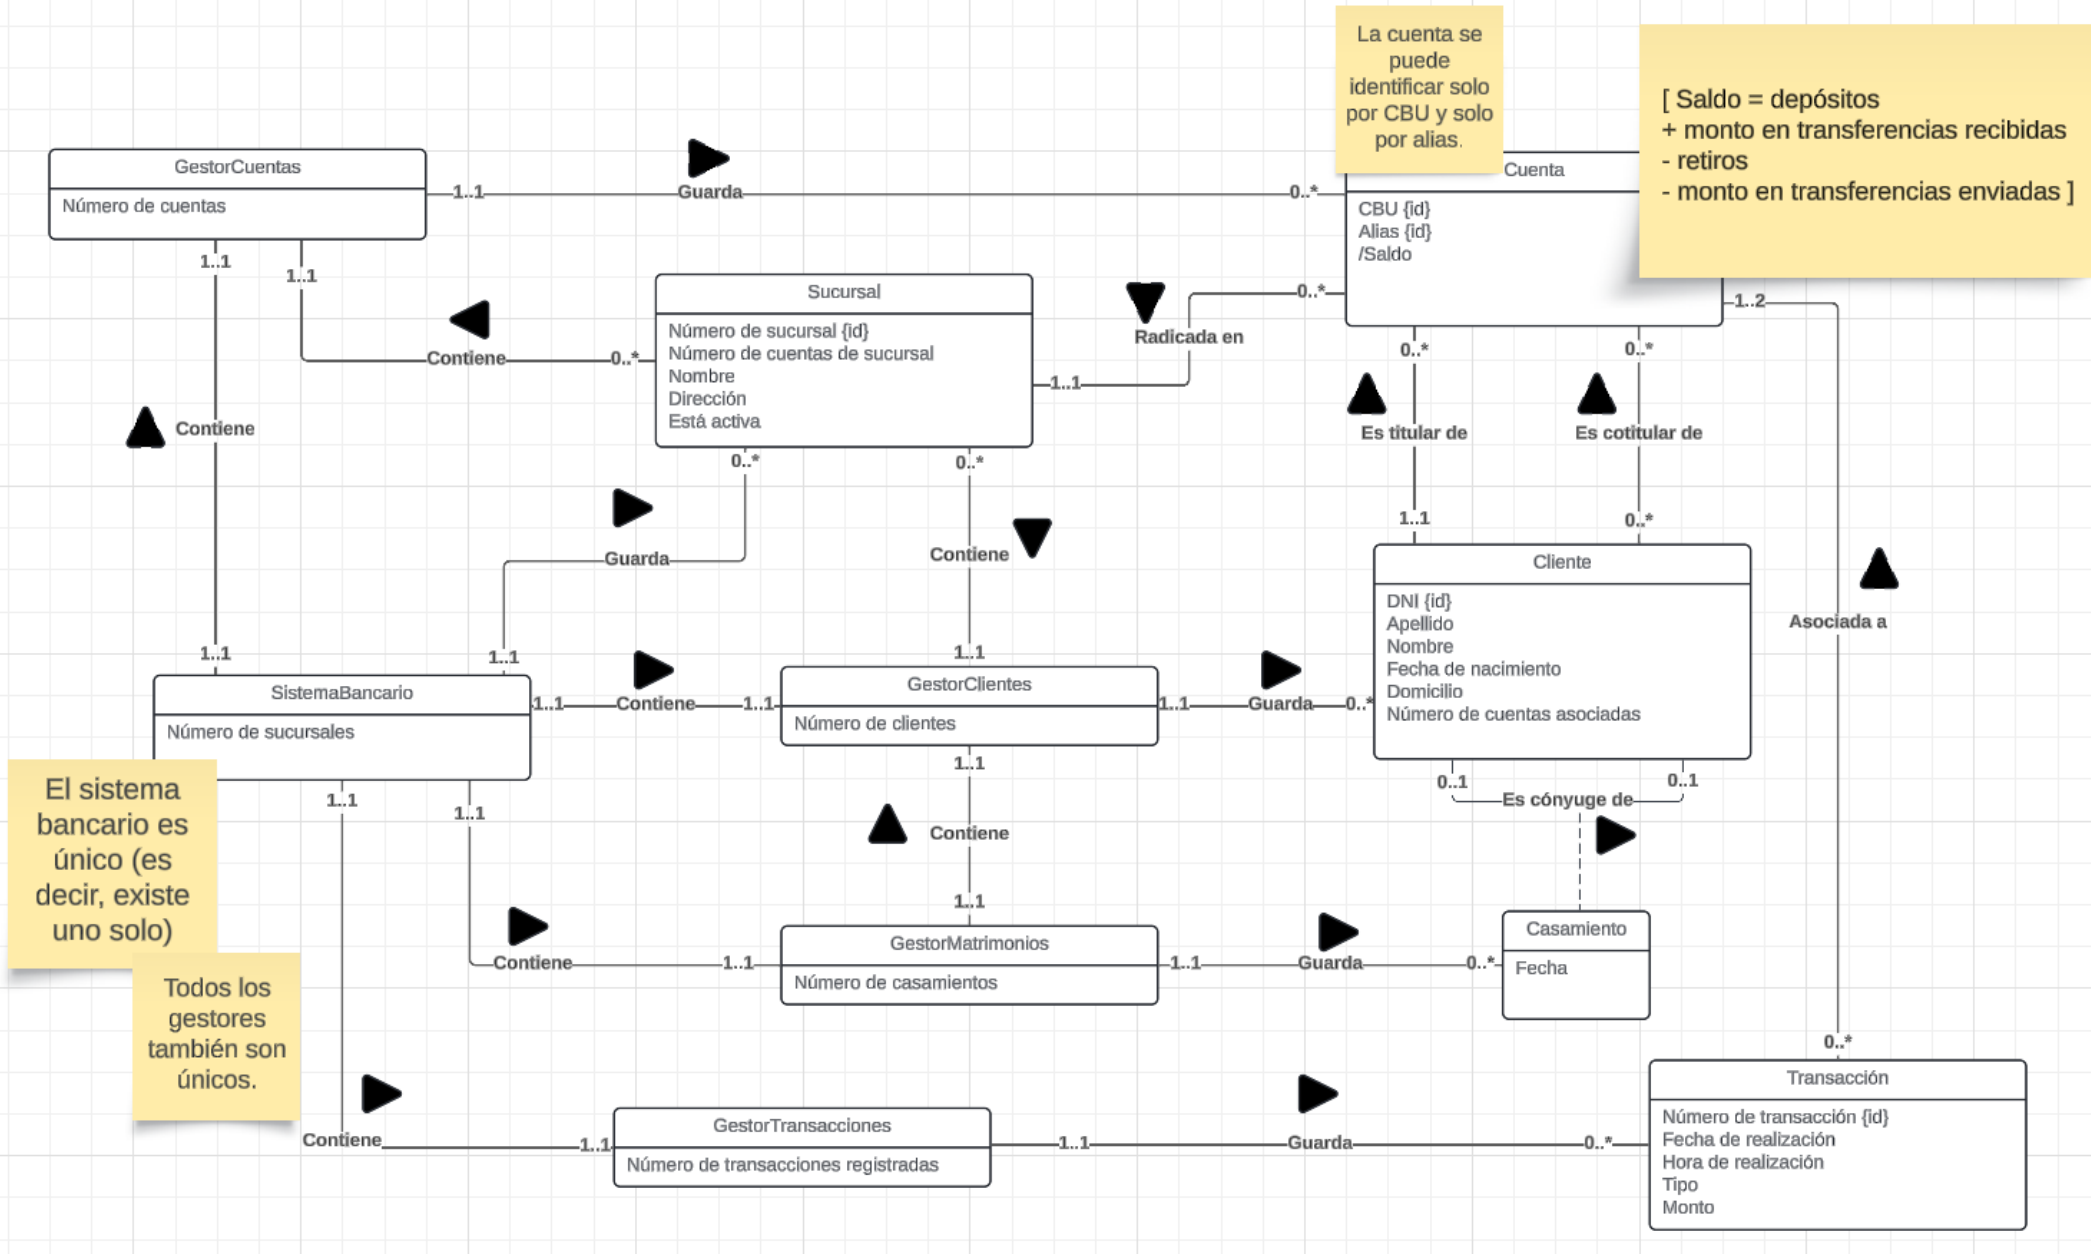 La cuenta se
puede
identificar solo
por CBU y solo
por alias.
[ Saldo = depósitos
+ monto en transferencias recibidas
- retiros
- monto en transferencias enviadas ]
GestorCuentas
Número de cuentas
1..1
Guarda
0..*
Cuenta
CBU {id}
Alias {id}
/Saldo
1..1
1..1
Contiene
0..*
Sucursal
Número de sucursal {id}
Número de cuentas de sucursal
Nombre
Dirección
Está activa
0..*
Radicada en
1..1
1..2
0..*
0..*
Es titular de
Es cotitular de
1..1
0..*
Contiene
0..*
0..*
Guarda
Contiene
1..1
1..1
1..1
Cliente
DNI {id}
Apellido
Nombre
Fecha de nacimiento
Domicilio
Número de cuentas asociadas
Asociada a
SistemaBancario
Número de sucursales
1..1
Contiene
1..1
GestorClientes
Número de clientes
1..1
Guarda
0..*
El sistema
bancario es
único (es
decir, existe
uno solo)
1..1
1..1
1..1
Contiene
1..1
0..1
0..1
Es cónyuge de
Contiene
1..1
GestorMatrimonios
Número de casamientos
1..1
Guarda
0..*
Casamiento
Fecha
Todos los
gestores
también son
únicos.
0..*
Contiene
1..1
GestorTransacciones
Número de transacciones registradas
1..1
Guarda
0..*
Transacción
Número de transacción {id}
Fecha de realización
Hora de realización
Tipo
Monto